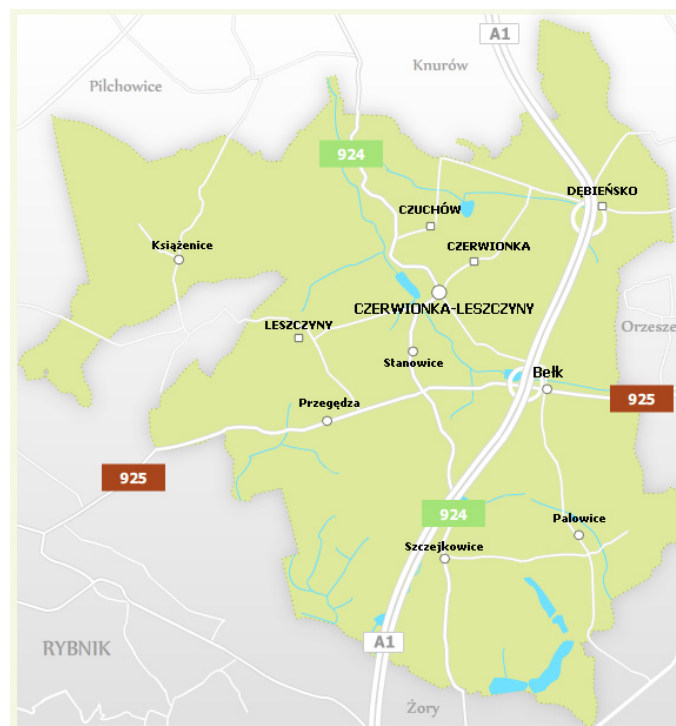 A1
Knurów
Pilchowice
924
DĘBIEŃSKO
CZUCHÓW
Książenice
CZERWIONKA
CZERWIONKA-LESZCZYNY
LESZCZYNY
Orzesze
Stanowice
Bełk
925
Przegędza
925
924
Palowice
Szczejkowice
A1
RYBNIK
Żory